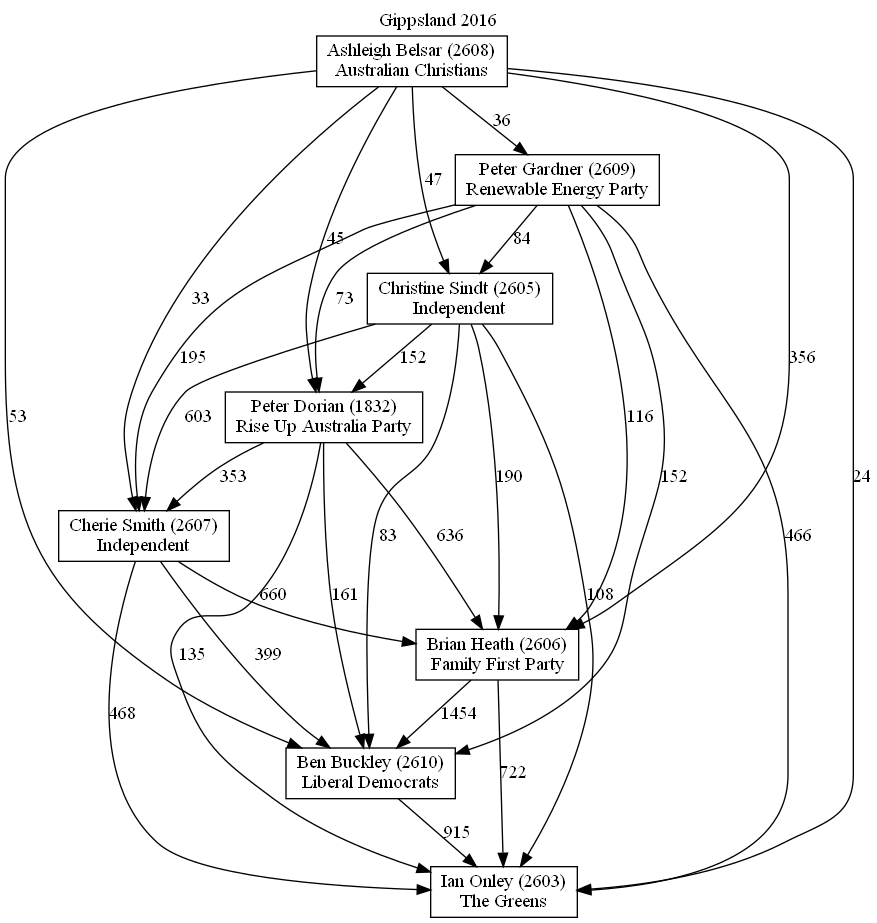 Gippsland 2016
Ashleigh Belsar (2608)
Australian Christians
36
Peter Gardner (2609)
Renewable Energy Party
47
45
84
Christine Sindt (2605)
Independent
33
73
195
152
356
603
Peter Dorian (1832)
Rise Up Australia Party
116
53
353
190
152
24
Cherie Smith (2607)
Independent
83
636
466
660
161
108
Brian Heath (2606)
Family First Party
135
399
468
1454
Ben Buckley (2610)
Liberal Democrats
722
915
Ian Onley (2603)
The Greens